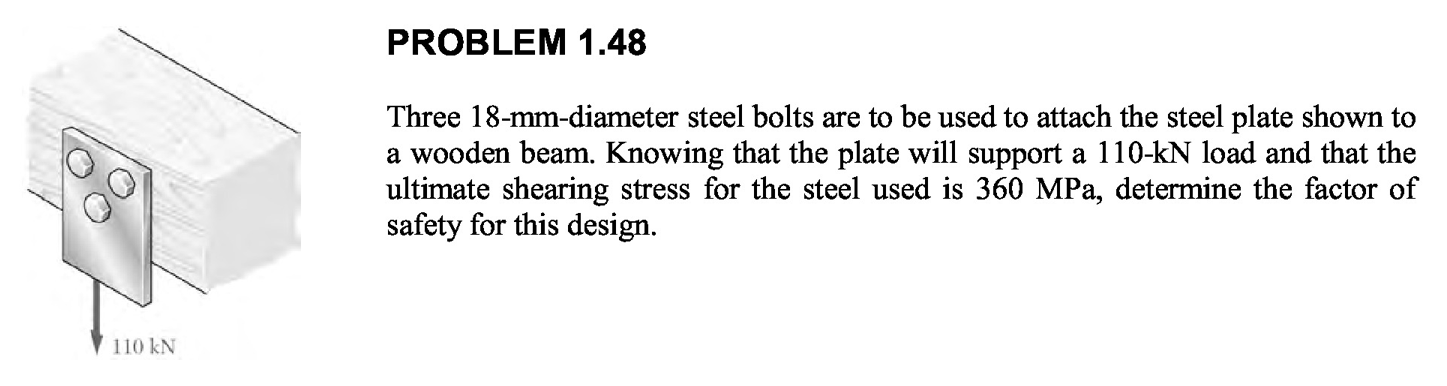 PROBLEM 1.48
Three 18-mm-diameter steel bolts are to be used to attach the steel plate shown to
a wooden beam. Knowing that the plate will support a 110-kN load and that the
ultimate shearing stress for the steel used is 360 MPa, determine the factor of
safety for this design.
110 kN